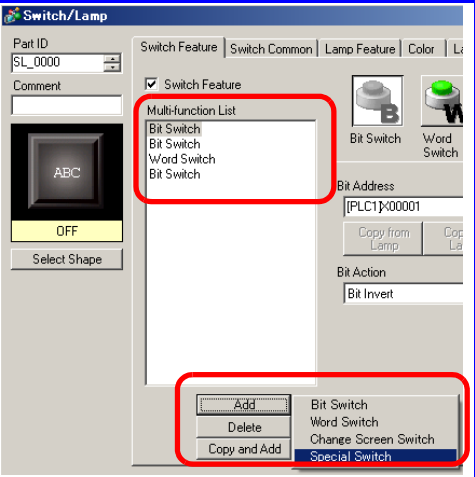 Switch/Lamp
Part ID
SL_0000
Comment
ABC
OFF
Select Shape
Switch Feature
Switch Common
Lamp Feature
Color
Switch Feature
Multi-function List
Bit Switch
Bit Switch
Word Switch
Bit Switch
B
Bit Switch
Word
Switch
Bit Address
[PLC1]X00001
Copy from
Lamp
Bit Action
Bit Invert
Add
Delete
Copy and Add
Bit Switch
Word Switch
Change Screen Switch
Special Switch